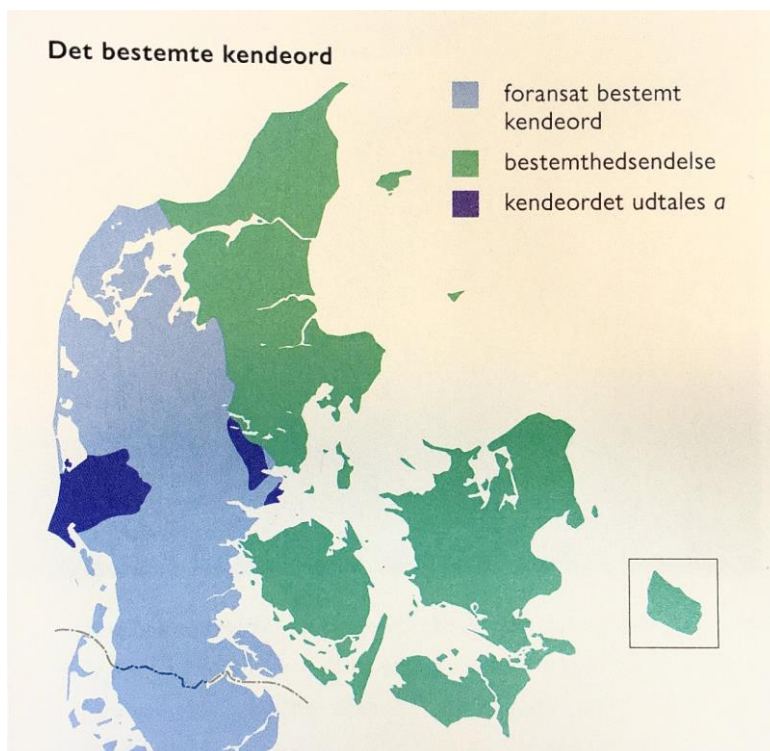 Det bestemte kendeord
foransat bestemt
kendeord
bestemthedsendelse
kendeordet udtales a